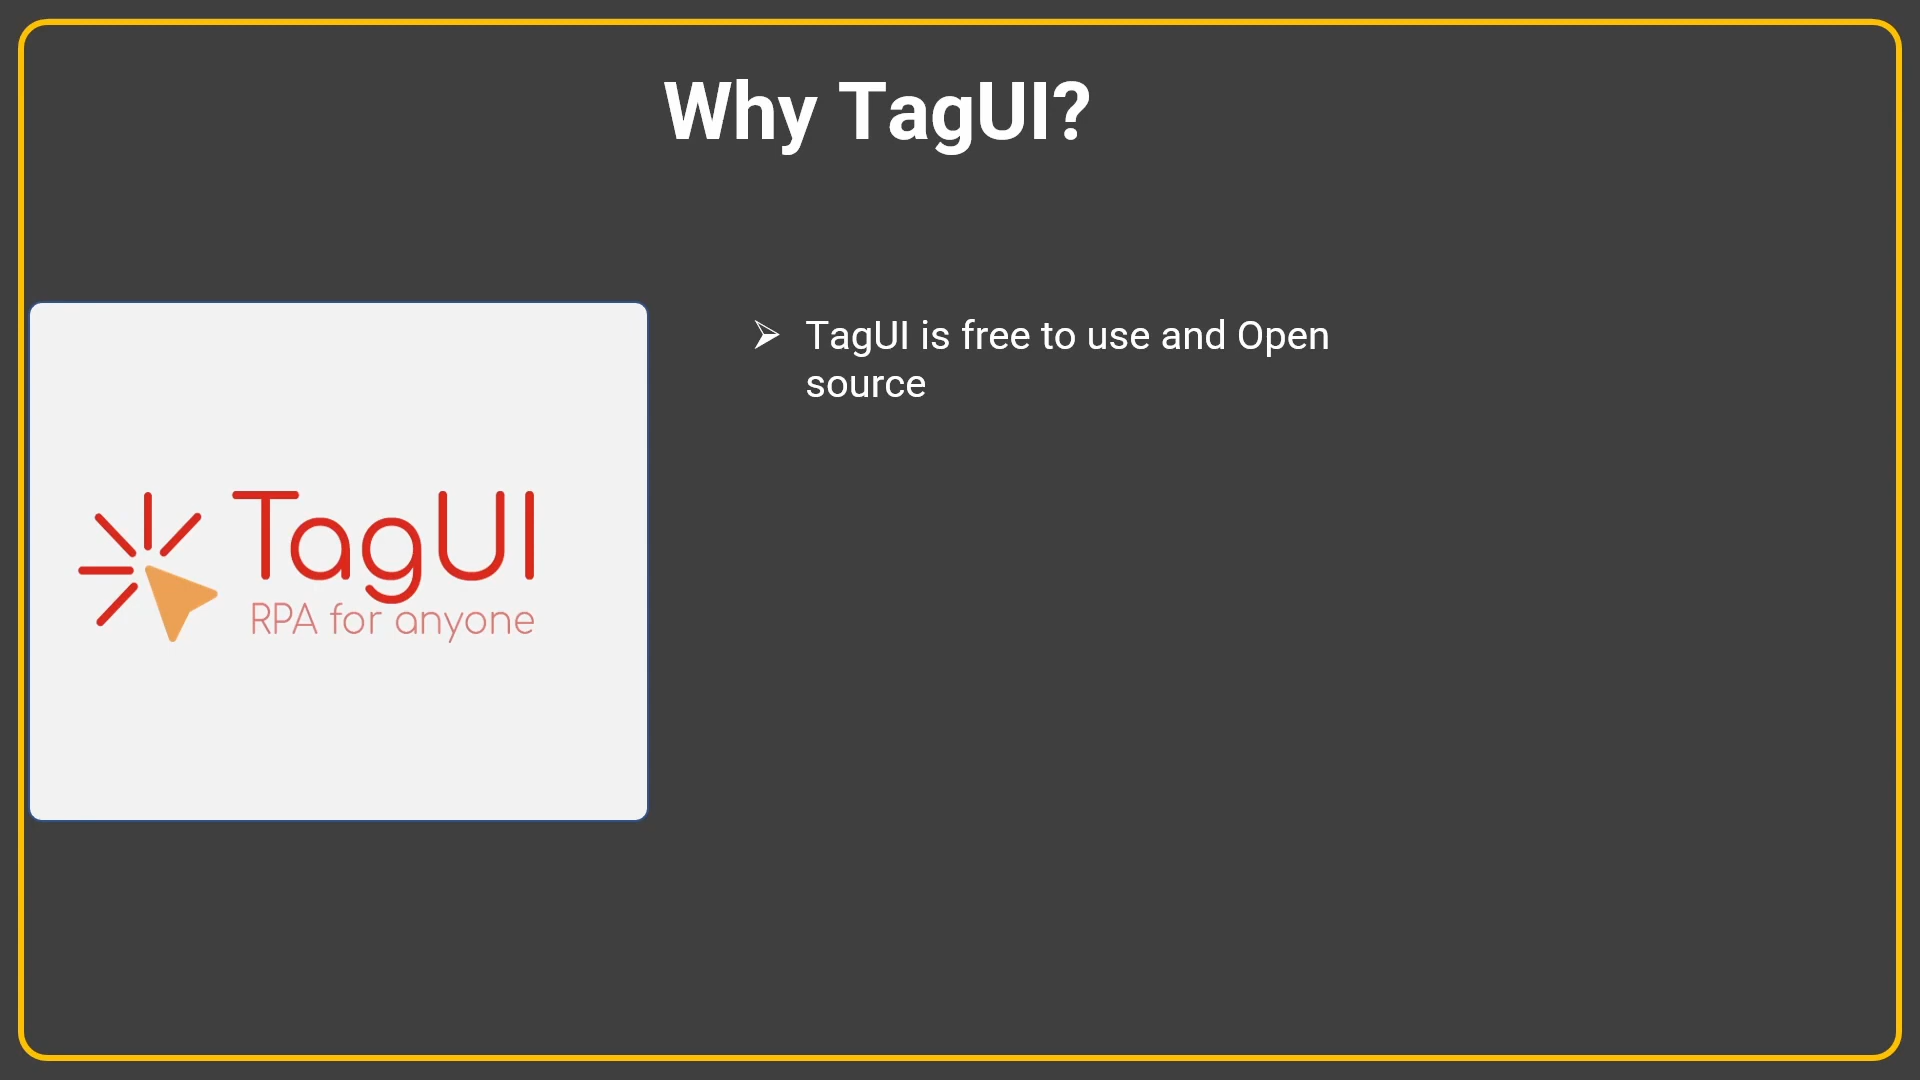 Why TagUI?
TagUI
RPA for anyone
➢ TagUI is free to use and Open
source